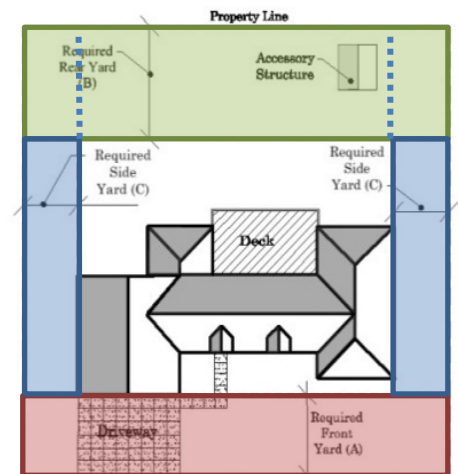 Property Line
Required
Rear Yard
(B)
Accessory
Structure
Required
Side
Yard (C)
Required
Side
Yard (C)
Deck
Driveway
Required
Front
Yard (A)